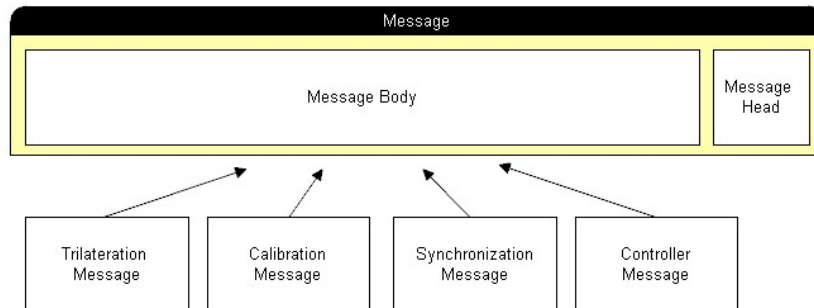 Message
Message Body
Message
Head
Trilateration
Message
Calibration
Message
Synchronization
Message
Controller
Message